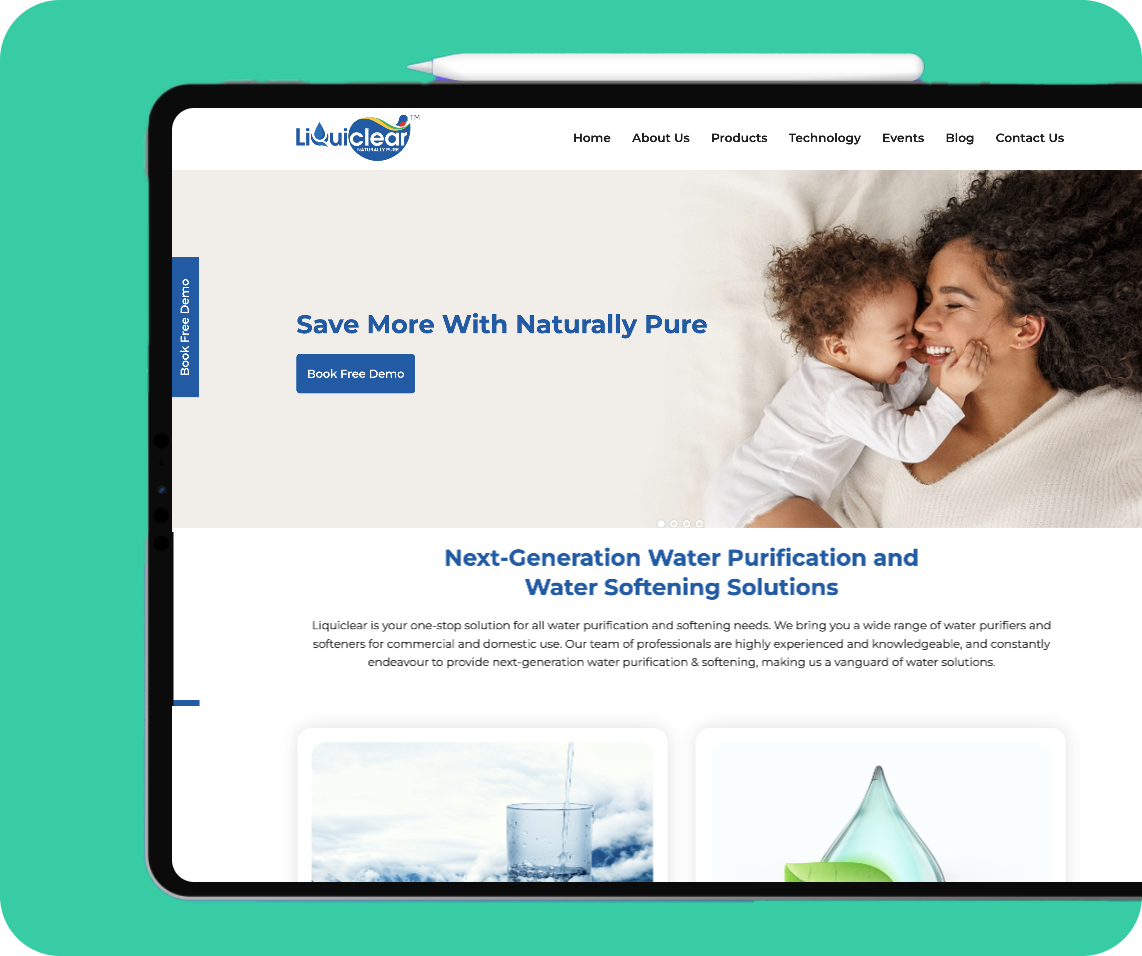 Liquiclear™
NATURALLY PURE
Home About Us Products Technology Events Blog Contact Us
Book Free Demo
Save More With Naturally Pure
Book Free Demo
Next-Generation Water Purification and
Water Softening Solutions
Liquiclear is your one-stop solution for all water purification and softening needs. We bring you a wide range of water purifiers and
softeners for commercial and domestic use. Our team of professionals are highly experienced and knowledgeable, and constantly
endeavour to provide next-generation water purification & softening, making us a vanguard of water solutions.